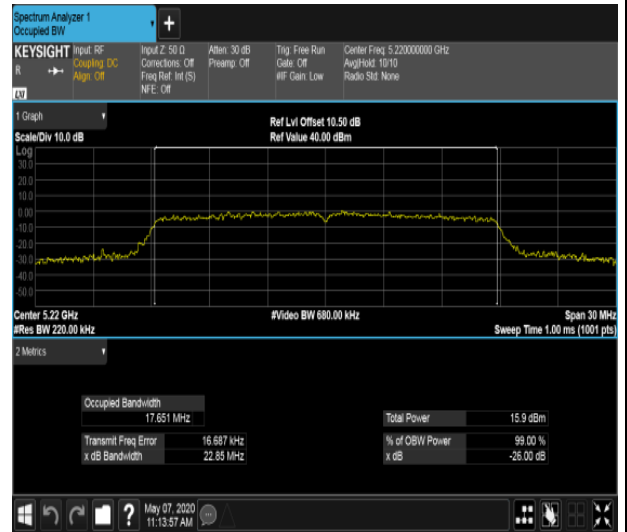 Spectrum Analyzer 1
Occupied BW
+
KEYSIGHT Input: RF Input Z: 50 Ω Atten: 30 dB Trig: Free Run Center Freq: 5.220000000 GHz
R Coupling: DC Corrections: Off Preamp: Off Gate: Off Avg|Hold: 10/10
Align: Off Freq Ref: Int (S) #IF Gain: Low Radio Std: None
LXI NFE: Off
1 Graph
Ref Lvl Offset 10.50 dB
Scale/Div 10.0 dB Ref Value 40.00 dBm
Log
30.0
20.0
10.0
0.00
-10.0
-20.0
-30.0
-40.0
-50.0
Center 5.22 GHz #Video BW 680.00 kHz Span 30 MHz
#Res BW 220.00 kHz Sweep Time 1.00 ms (1001 pts)
2 Metrics
Occupied Bandwidth
17.651 MHz Total Power 15.9 dBm
Transmit Freq Error 16.687 kHz % of OBW Power 99.00 %
x dB Bandwidth 22.85 MHz x dB -26.00 dB
? May 07, 2020
11:13:57 AM